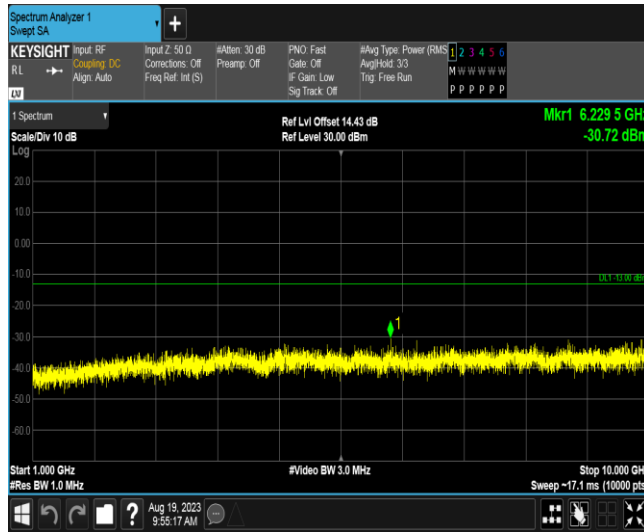 Spectrum Analyzer 1
Swept SA
+
KEYSIGHT
RL
LXI
Input: RF
Coupling: DC
Align: Auto
Input Z: 50 Ω
Corrections: Off
Freq Ref: Int (S)
#Atten: 30 dB
Preamp: Off
PNO: Fast
Gate: Off
IF Gain: Low
Sig Track: Off
#Avg Type: Power (RMS
Avg|Hold: 3/3
Trig: Free Run
1 2 3 4 5 6
M W W W W W
P P P P P P
1 Spectrum
Scale/Div 10 dB
Ref Lvl Offset 14.43 dB
Ref Level 30.00 dBm
Mkr1 6.229 5 GHz
-30.72 dBm
Log
20.0
10.0
0.00
-10.0
DL1 -13.00 dBm
-20.0
-30.0
1
-40.0
-50.0
-60.0
Start 1.000 GHz
#Res BW 1.0 MHz
#Video BW 3.0 MHz
Stop 10.000 GHz
Sweep ~17.1 ms (10000 pts)
?
Aug 19, 2023
9:55:17 AM